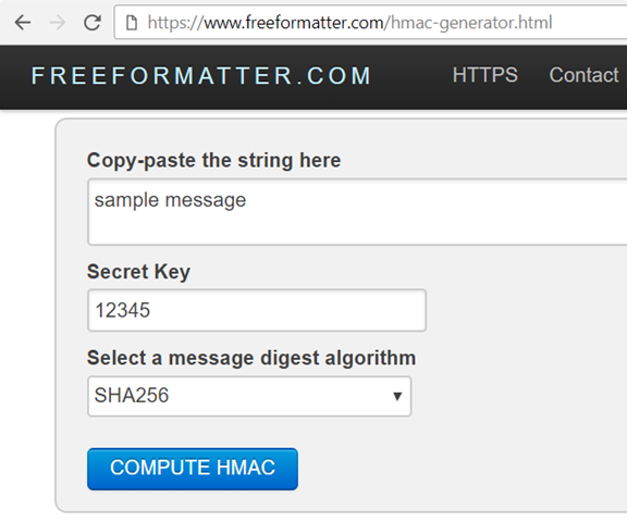 https://www.freeformatter.com/hmac-generator.html
FREEFORMATTER.COM HTTPS Contact
Copy-paste the string here
sample message
Secret Key
12345
Select a message digest algorithm
SHA256
COMPUTE HMAC